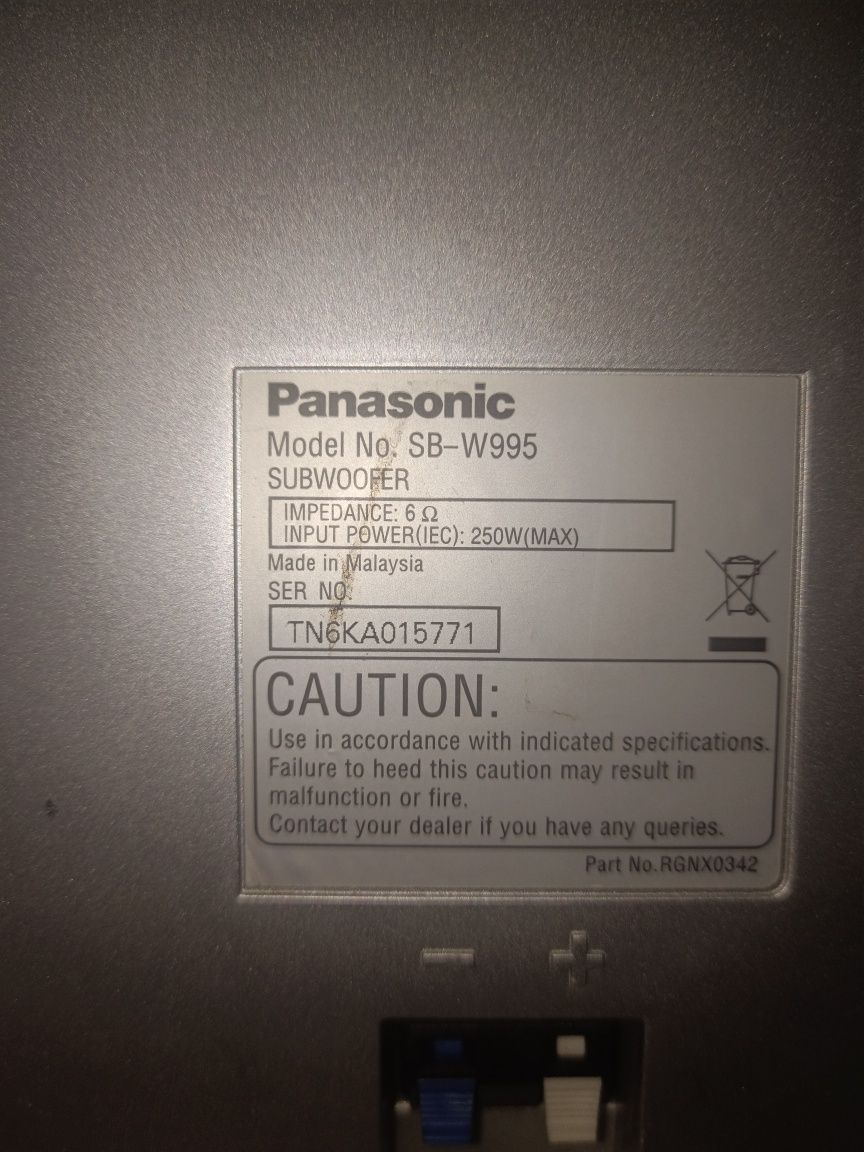 Panasonic
Model No. SB-W995
SUBWOOFER
IMPEDANCE: 6 Ω
INPUT POWER(IEC): 250W(MAX)
Made in Malaysia
SER NO.
TN6KA015771
CAUTION:
Use in accordance with indicated specifications.
Failure to heed this caution may result in
malfunction or fire.
Contact your dealer if you have any queries.
Part No.RGNX0342
− +